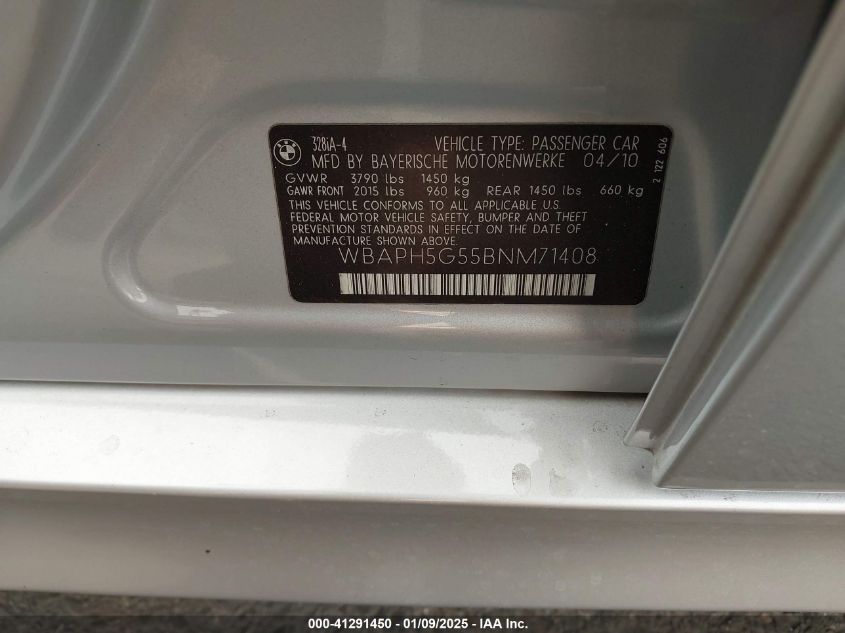 BMW
328iA-4 VEHICLE TYPE: PASSENGER CAR
MFD BY BAYERISCHE MOTORENWERKE 04/10
GVWR 3790 lbs 1450 kg
GAWR FRONT 2015 lbs 960 kg REAR 1450 lbs 660 kg
THIS VEHICLE CONFORMS TO ALL APPLICABLE U.S.
FEDERAL MOTOR VEHICLE SAFETY, BUMPER AND THEFT
PREVENTION STANDARDS IN EFFECT ON THE DATE OF
MANUFACTURE SHOWN ABOVE.
WBAPH5G55BNM71408
2 122 606
000-41291450 - 01/09/2025 - IAA Inc.